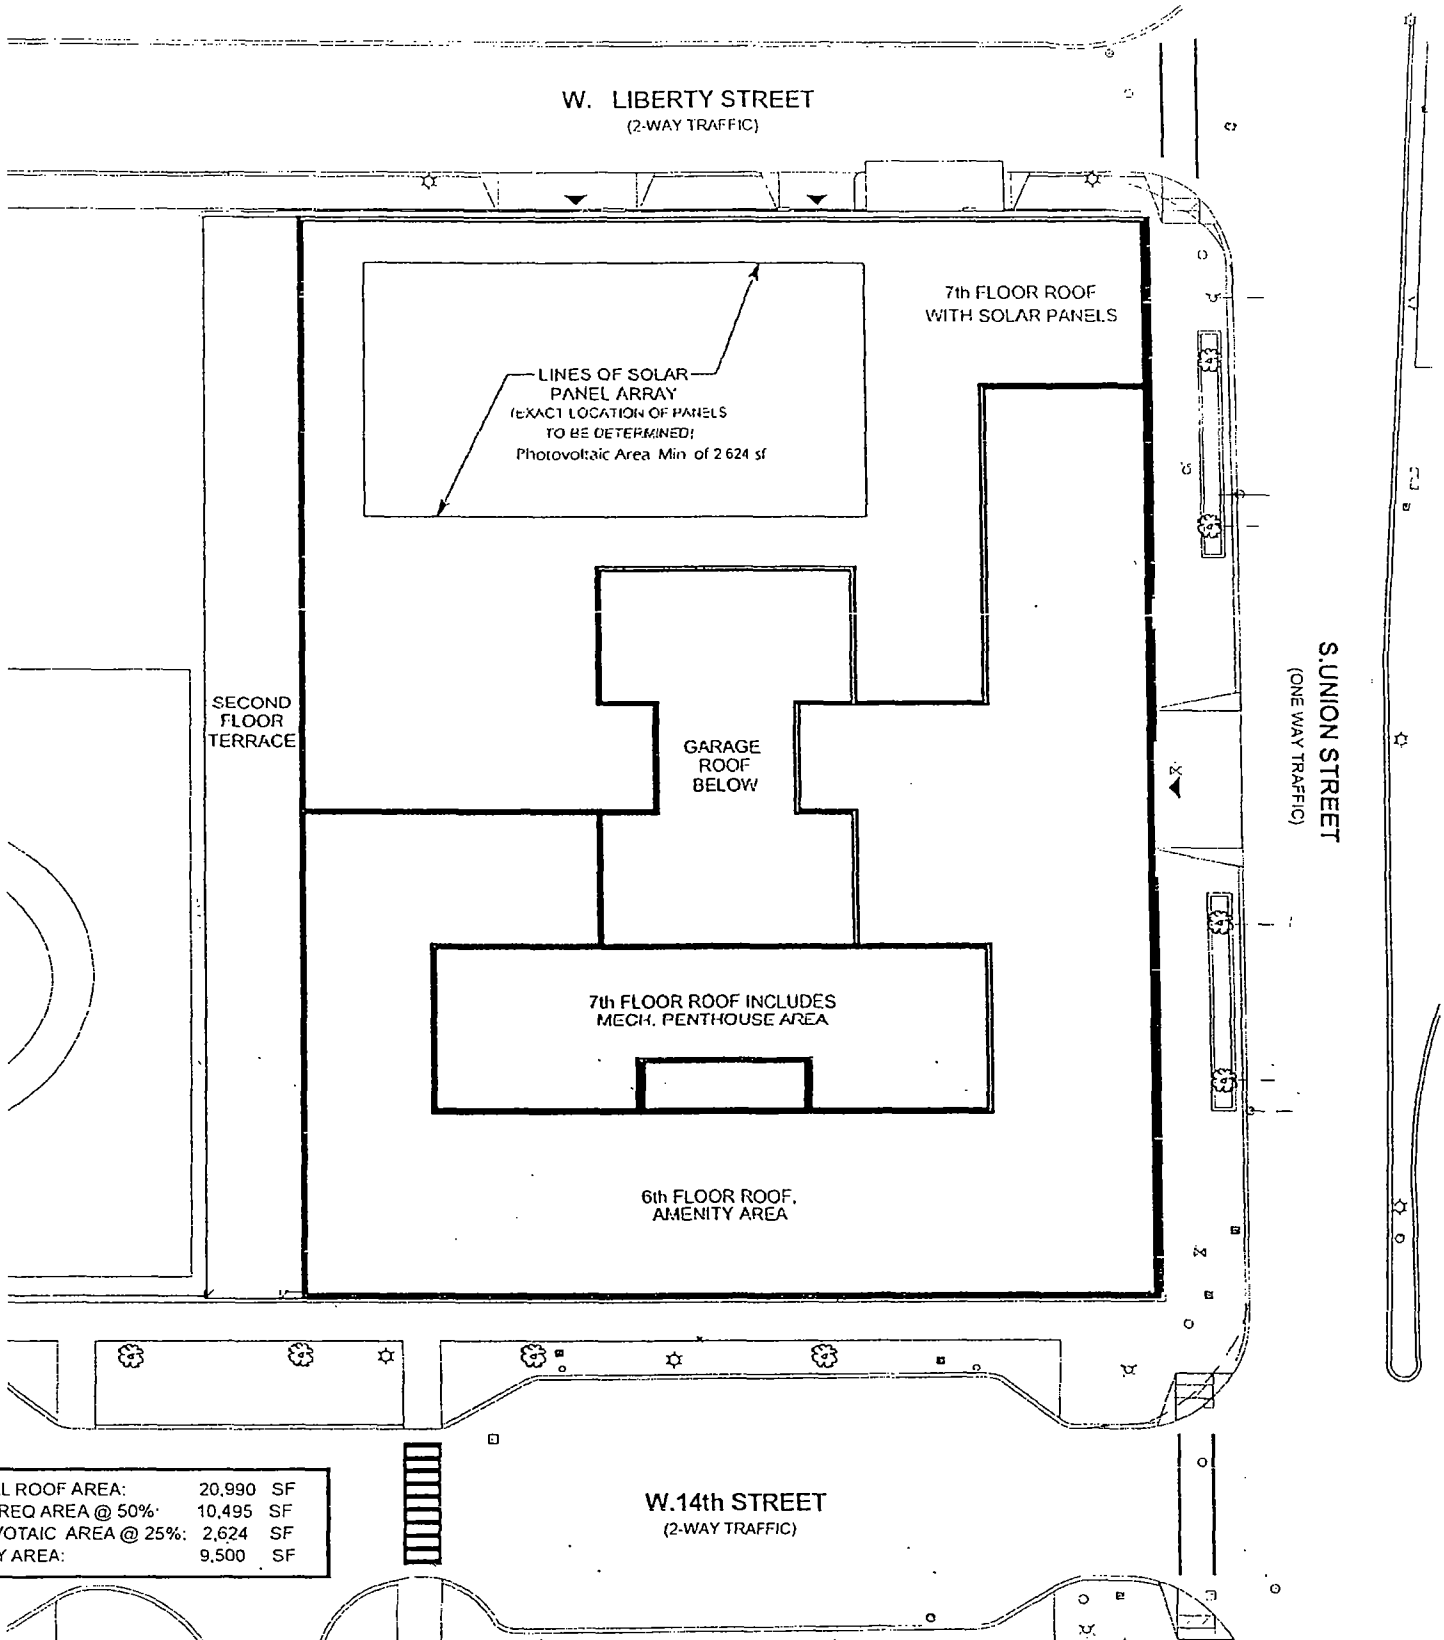 W. LIBERTY STREET
(2-WAY TRAFFIC)
7th FLOOR ROOF
WITH SOLAR PANELS
LINES OF SOLAR
PANEL ARRAY
(EXACT LOCATION OF PANELS
TO BE DETERMINED)
Photovoltaic Area Min of 2 624 sf
S.UNION STREET
(ONE WAY TRAFFIC)
SECOND
FLOOR
TERRACE
GARAGE
ROOF
BELOW
7th FLOOR ROOF INCLUDES
MECH. PENTHOUSE AREA
6th FLOOR ROOF,
AMENITY AREA
L ROOF AREA: 20,990 SF
REQ AREA @ 50%: 10,495 SF
VOTAIC AREA @ 25%: 2,624 SF
Y AREA: 9,500 SF
W.14th STREET
(2-WAY TRAFFIC)